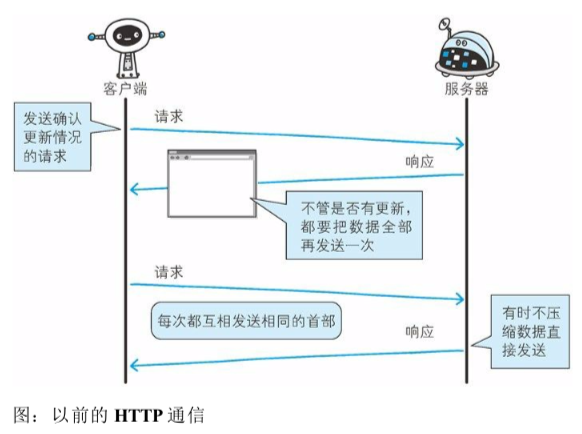 客户端
服务器
发送确认
更新情况
的请求
请求
响应
不管是否有更新，
都要把数据全部
再发送一次
请求
每次都互相发送相同的首部
有时不压
缩数据直
接发送
响应
图：以前的 HTTP 通信